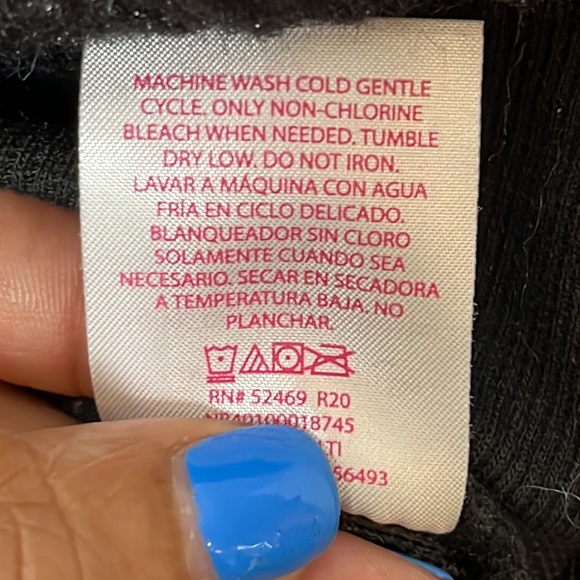 MACHINE WASH COLD GENTLE
CYCLE. ONLY NON-CHLORINE
BLEACH WHEN NEEDED. TUMBLE
DRY LOW. DO NOT IRON.
LAVAR A MÁQUINA CON AGUA
FRÍA EN CICLO DELICADO.
BLANQUEADOR SIN CLORO
SOLAMENTE CUANDO SEA
NECESARIO. SECAR EN SECADORA
A TEMPERATURA BAJA. NO
PLANCHAR.
RN# 52469 R20